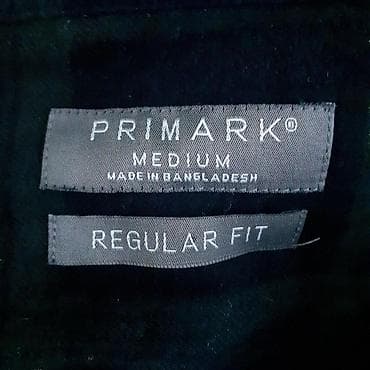 PRIMARK®
MEDIUM
MADE IN BANGLADESH
REGULAR FIT